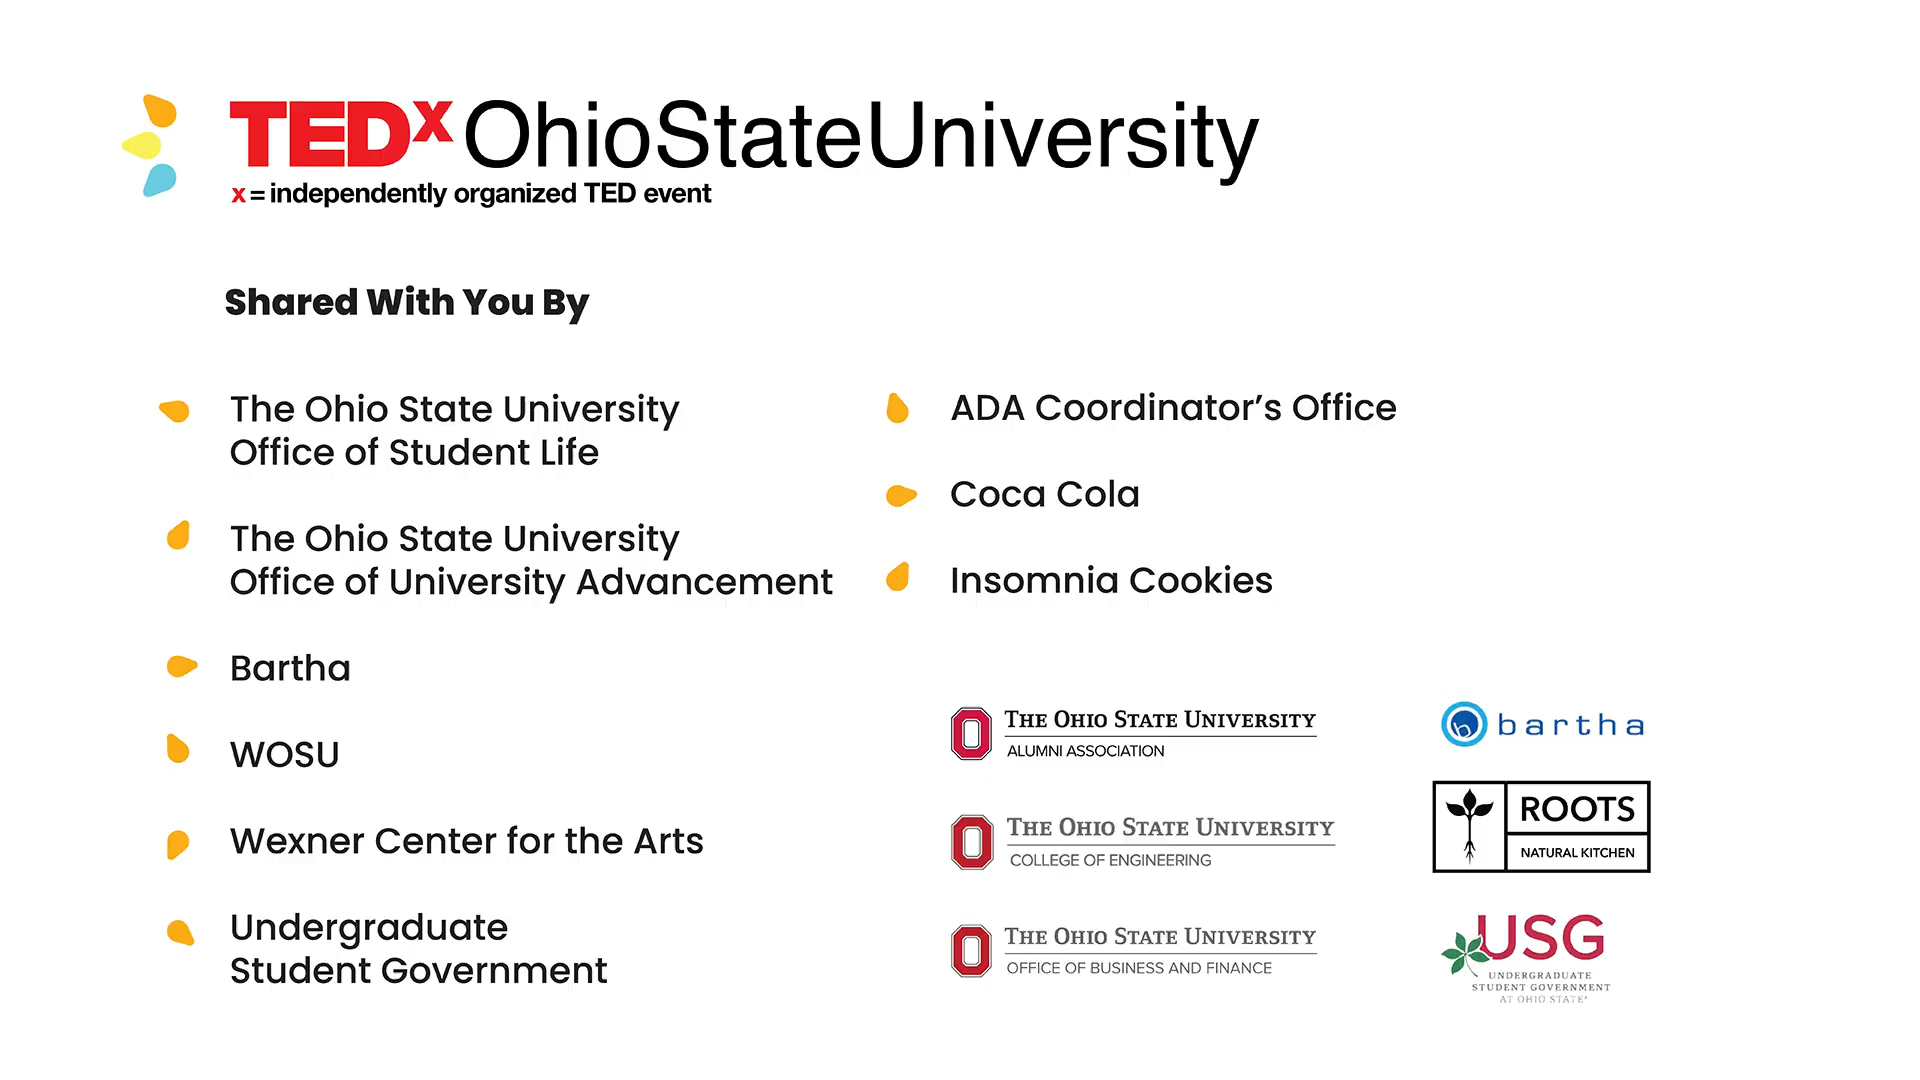 TEDxOhioStateUniversity
x = independently organized TED event
Shared With You By
The Ohio State University
Office of Student Life
The Ohio State University
Office of University Advancement
Bartha
WOSU
Wexner Center for the Arts
Undergraduate
Student Government
ADA Coordinator’s Office
Coca Cola
Insomnia Cookies
THE OHIO STATE UNIVERSITY
ALUMNI ASSOCIATION
THE OHIO STATE UNIVERSITY
COLLEGE OF ENGINEERING
THE OHIO STATE UNIVERSITY
OFFICE OF BUSINESS AND FINANCE
bartha
ROOTS
NATURAL KITCHEN
USG
UNDERGRADUATE
STUDENT GOVERNMENT
AT OHIO STATE